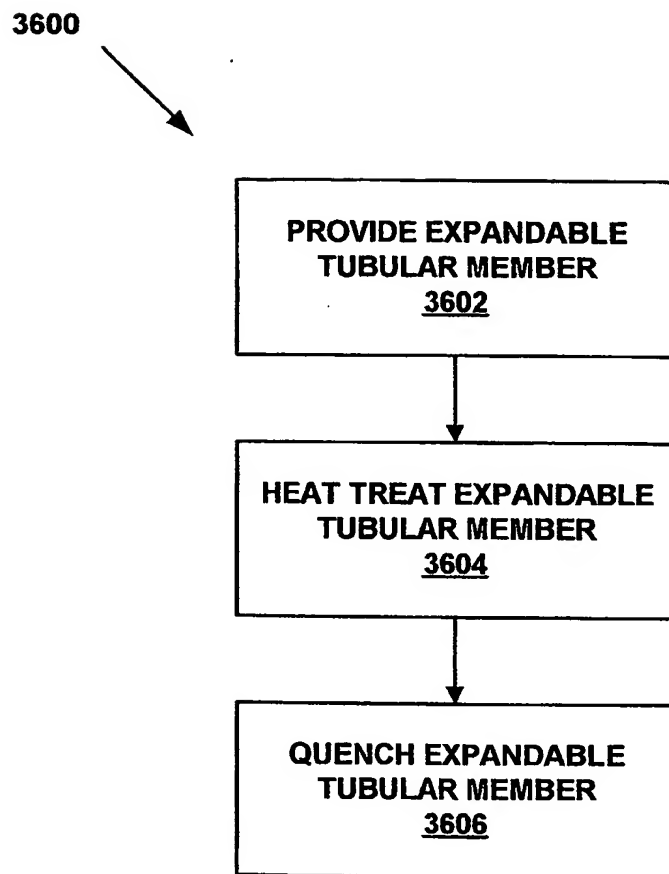 3600
PROVIDE EXPANDABLE
TUBULAR MEMBER
3602
HEAT TREAT EXPANDABLE
TUBULAR MEMBER
3604
QUENCH EXPANDABLE
TUBULAR MEMBER
3606